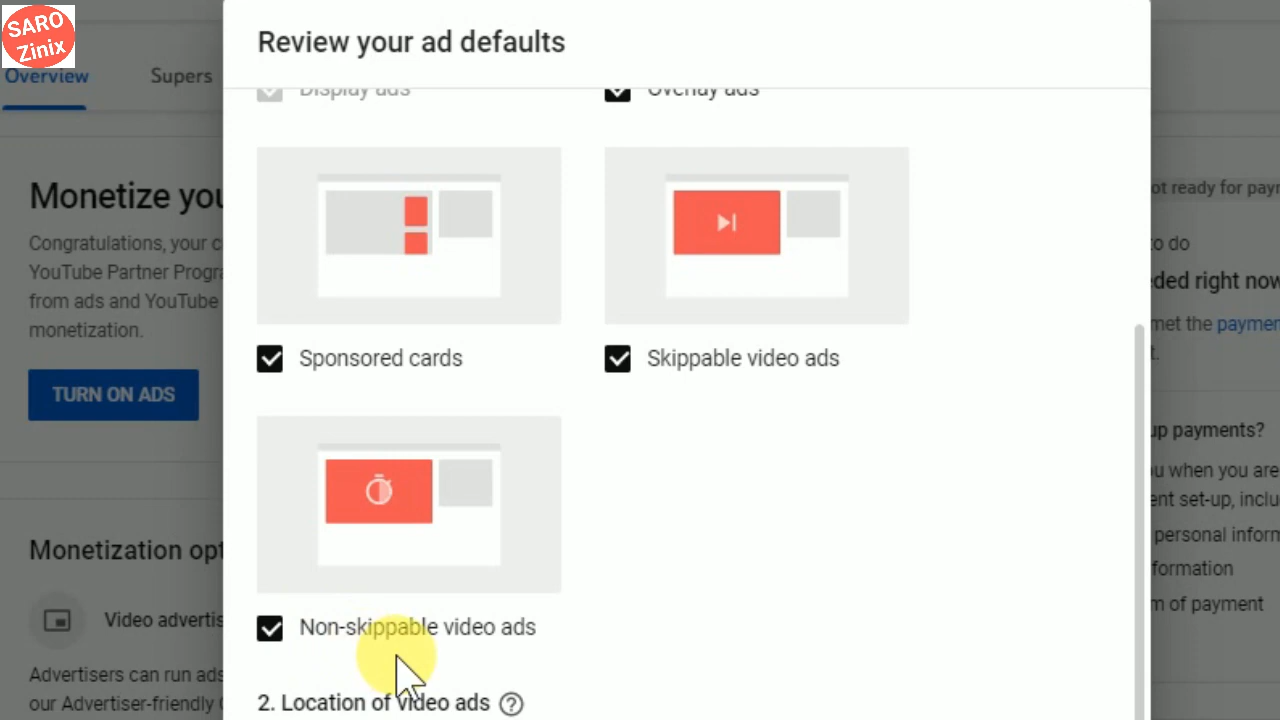 SARO
Zinix
Review your ad defaults
Overview
Supers
Display ads
Overlay ads
Monetize you
Congratulations, your c
YouTube Partner Progra
from ads and YouTube
monetization.
TURN ON ADS
Sponsored cards
Skippable video ads
Non-skippable video ads
2. Location of video ads ?
Monetization opt
Video advertis
Advertisers can run ads
our Advertiser-friendly
ot ready for paym
to do
ded right now
met the paymen
t.
up payments?
u when you are
ent set-up, inclu
personal inform
formation
m of payment